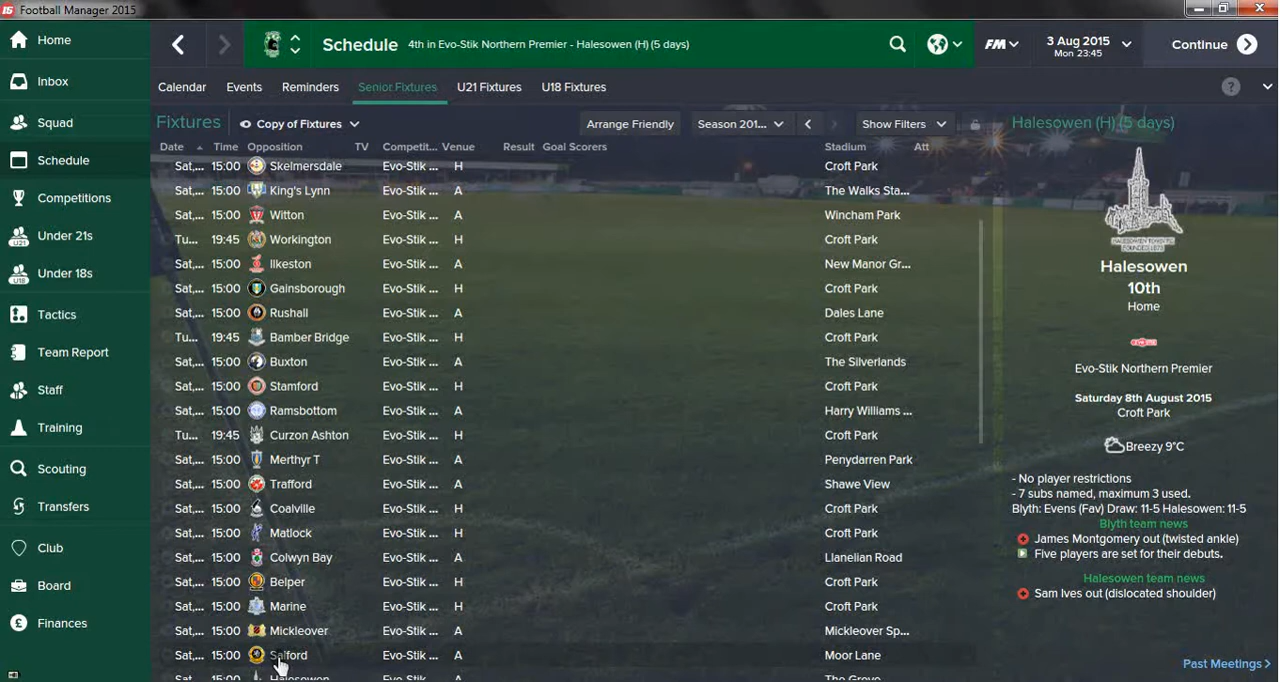 Football Manager 2015
Home
Inbox
Squad
Schedule
Competitions
Under 21s
Under 18s
Tactics
Team Report
Staff
Training
Scouting
Transfers
Club
Board
Finances
Schedule 4th in Evo-Stik Northern Premier - Halesowen (H) (5 days)
FM
3 Aug 2015
Mon 23:45
Continue
Calendar Events Reminders Senior Fixtures U21 Fixtures U18 Fixtures
Fixtures Copy of Fixtures Arrange Friendly Season 201... Show Filters
Date Time Opposition TV Competit... Venue Result Goal Scorers Stadium Att
Sat,... 15:00 Skelmersdale Evo-Stik ... H Croft Park
Sat,... 15:00 King's Lynn Evo-Stik ... A The Walks Sta...
Sat,... 15:00 Witton Evo-Stik ... A Wincham Park
Tu... 19:45 Workington Evo-Stik ... H Croft Park
Sat,... 15:00 Ilkeston Evo-Stik ... A New Manor Gr...
Sat,... 15:00 Gainsborough Evo-Stik ... H Croft Park
Sat,... 15:00 Rushall Evo-Stik ... A Dales Lane
Tu... 19:45 Bamber Bridge Evo-Stik ... H Croft Park
Sat,... 15:00 Buxton Evo-Stik ... A The Silverlands
Sat,... 15:00 Stamford Evo-Stik ... H Croft Park
Sat,... 15:00 Ramsbottom Evo-Stik ... A Harry Williams ...
Tu... 19:45 Curzon Ashton Evo-Stik ... H Croft Park
Sat,... 15:00 Merthyr T Evo-Stik ... A Penydarren Park
Sat,... 15:00 Trafford Evo-Stik ... A Shawe View
Sat,... 15:00 Coalville Evo-Stik ... H Croft Park
Sat,... 15:00 Matlock Evo-Stik ... H Croft Park
Sat,... 15:00 Colwyn Bay Evo-Stik ... A Llanelian Road
Sat,... 15:00 Belper Evo-Stik ... H Croft Park
Sat,... 15:00 Marine Evo-Stik ... H Croft Park
Sat,... 15:00 Mickleover Evo-Stik ... A Mickleover Sp...
Sat,... 15:00 Salford Evo-Stik ... A Moor Lane
Sat,... 15:00 Halesowen Evo-Stik ... A The Grove
Halesowen (H) (5 days)
Halesowen
10th
Home
Evo-Stik Northern Premier
Saturday 8th August 2015
Croft Park
Breezy 9°C
- No player restrictions
- 7 subs named, maximum 3 used.
Blyth: Evens (Fav) Draw: 11-5 Halesowen: 11-5
Blyth team news
James Montgomery out (twisted ankle)
Five players are set for their debuts.
Halesowen team news
Sam Ives out (dislocated shoulder)
Past Meetings >